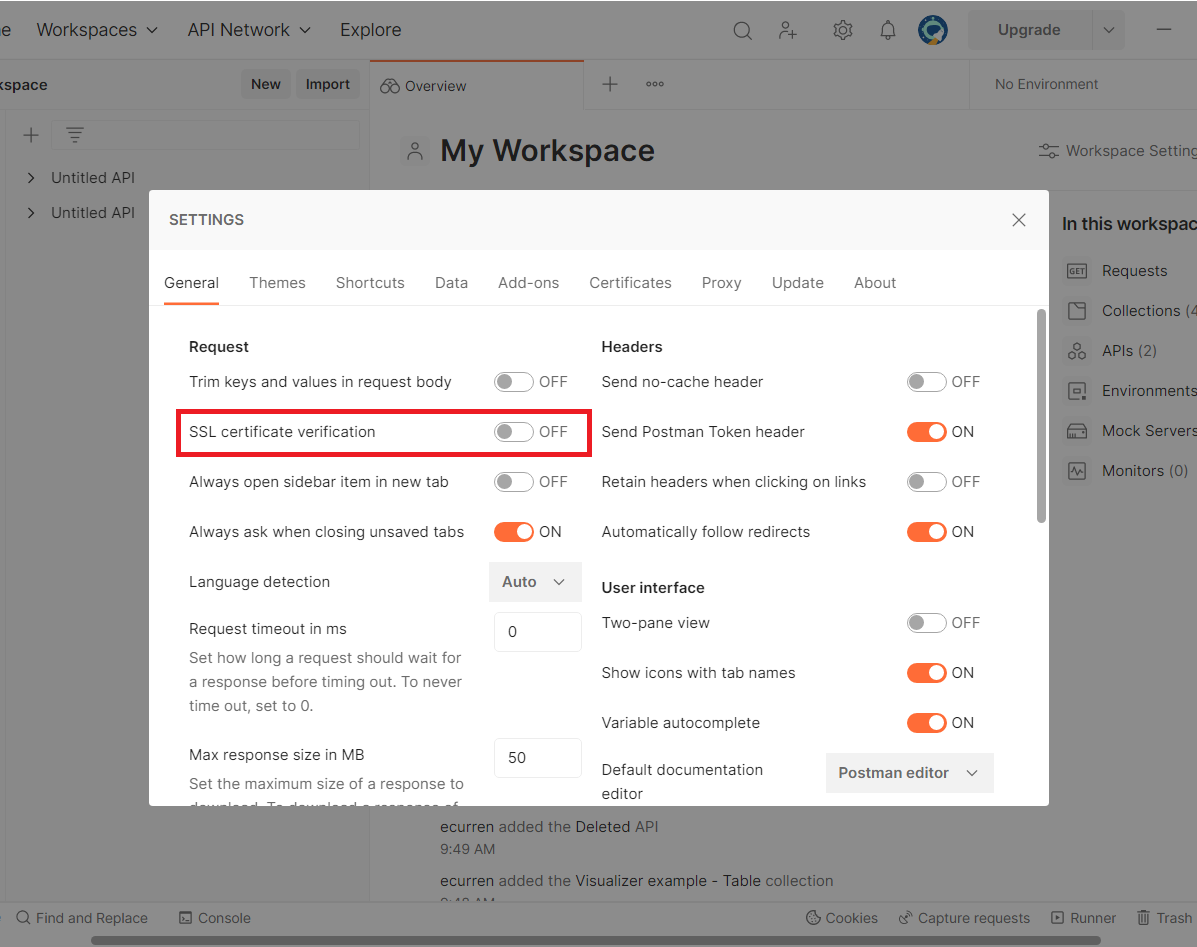 e Workspaces API Network Explore Upgrade
kspace New Import Overview No Environment
My Workspace Workspace Setting
Untitled API
Untitled API
SETTINGS
General Themes Shortcuts Data Add-ons Certificates Proxy Update About
Request
Trim keys and values in request body OFF
SSL certificate verification OFF
Always open sidebar item in new tab OFF
Always ask when closing unsaved tabs ON
Language detection Auto
Request timeout in ms 0
Set how long a request should wait for
a response before timing out. To never
time out, set to 0.
Max response size in MB 50
Set the maximum size of a response to
download. To download a response of
Headers
Send no-cache header OFF
Send Postman Token header ON
Retain headers when clicking on links OFF
Automatically follow redirects ON
User interface
Two-pane view OFF
Show icons with tab names ON
Variable autocomplete ON
Default documentation
editor
Postman editor
In this workspac
GET Requests
Collections (4
APIs (2)
Environments
Mock Servers
Monitors (0)
ecurren added the Deleted API
9:49 AM
ecurren added the Visualizer example - Table collection
Find and Replace Console Cookies Capture requests Runner Trash